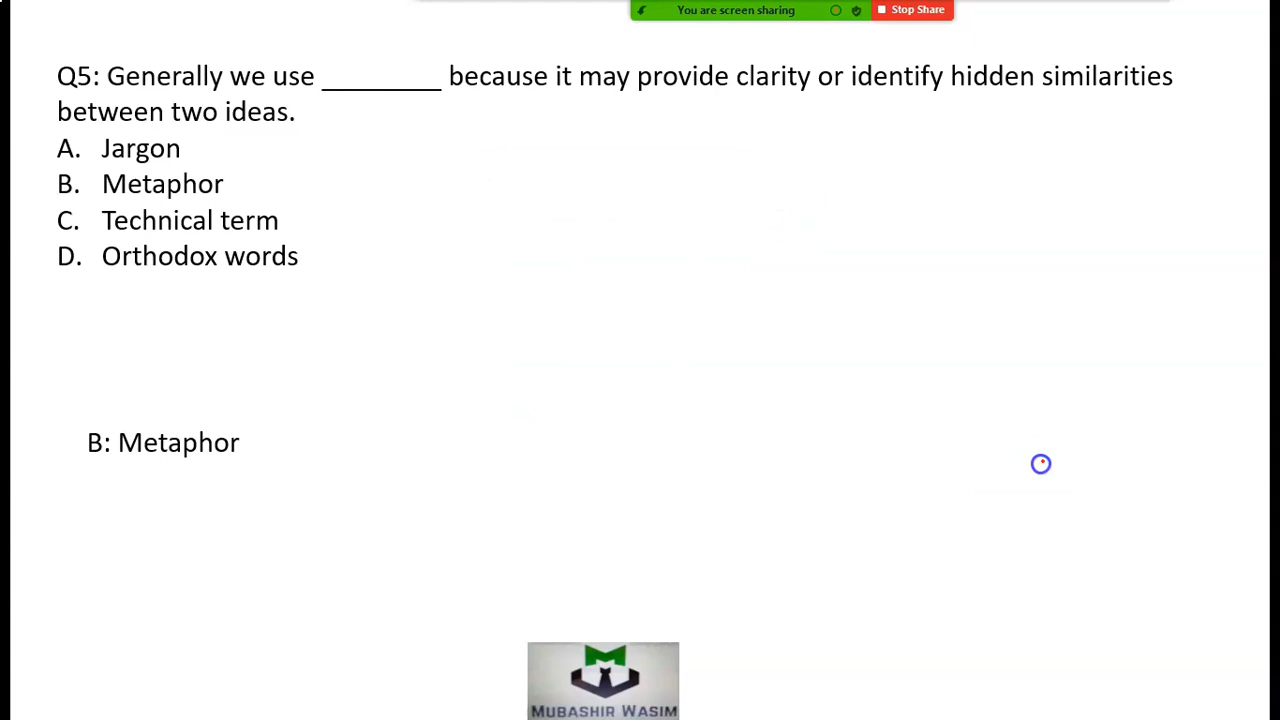 You are screen sharing
Stop Share
Q5: Generally we use ________ because it may provide clarity or identify hidden similarities
between two ideas.
A. Jargon
B. Metaphor
C. Technical term
D. Orthodox words
B: Metaphor
MUBASHIR WASIM